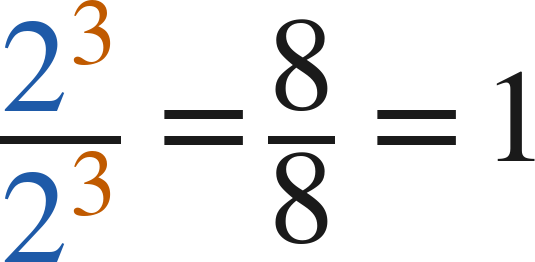 2³/2³ = 8/8 = 1